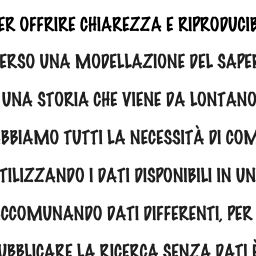 ER OFFRIRE CHIAREZZA E RIPRODUCIB
ERSO UNA MODELLAZIONE DEL SAPER
UNA STORIA CHE VIENE DA LONTANO
BBIAMO TUTTI LA NECESSITÀ DI COM
TILIZZANDO I DATI DISPONIBILI IN UN
CCOMUNANDO DATI DIFFERENTI, PER
UBBLICARE LA RICERCA SENZA DATI È